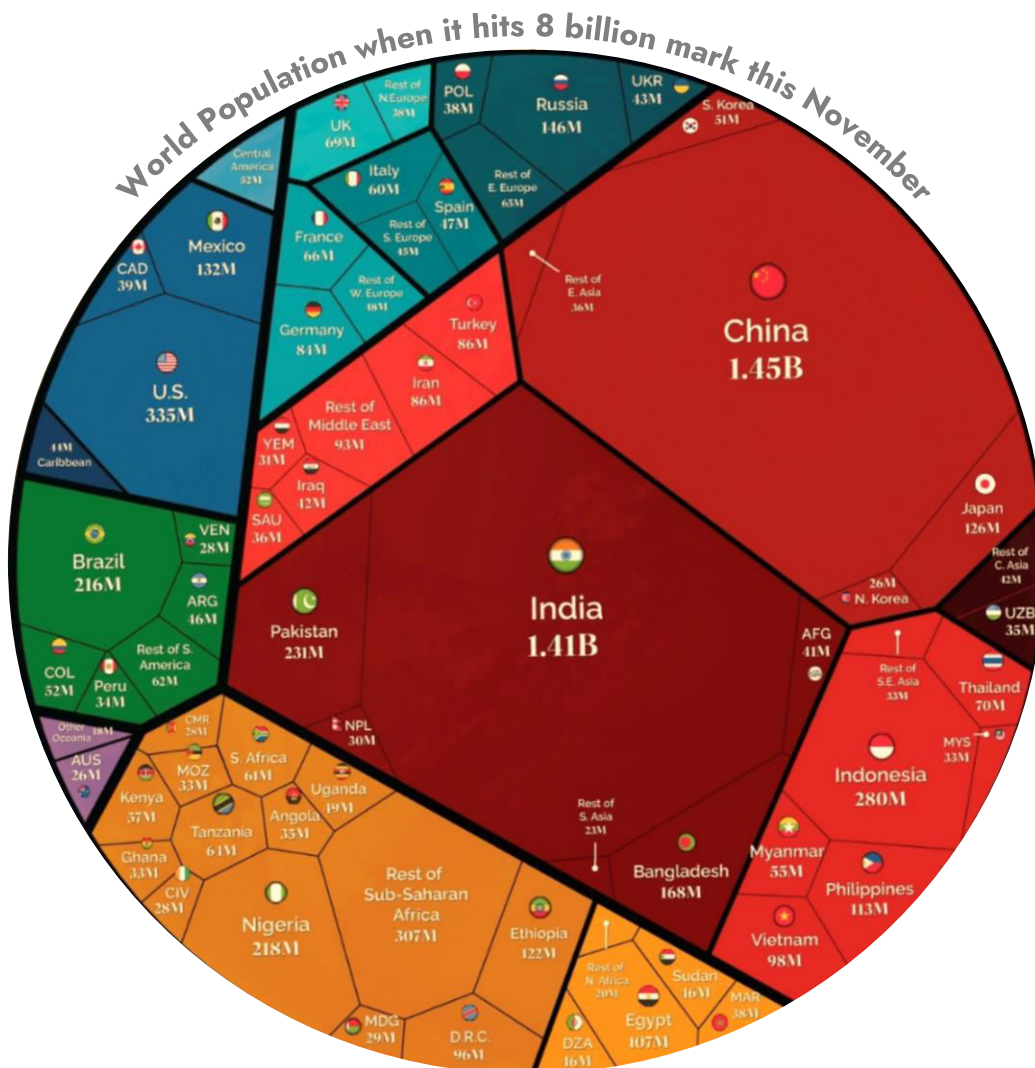 World Population when it hits 8 billion mark this November
UK
69M
Rest of
N.Europe
38M
POL
38M
Russia
146M
UKR
43M
S. Korea
51M
Central
America
52M
Italy
60M
Spain
47M
Rest of
S. Europe
45M
Rest of
E. Europe
65M
Mexico
132M
CAD
39M
France
66M
Rest of
W. Europe
48M
Germany
84M
Rest of
E. Asia
36M
China
1.45B
Turkey
86M
Iran
86M
U.S.
335M
Rest of
Middle East
93M
YEM
31M
Iraq
42M
SAU
36M
44M
Caribbean
Japan
126M
26M
N. Korea
Rest of
C. Asia
42M
UZB
35M
Brazil
216M
VEN
28M
ARG
46M
COL
52M
Peru
34M
Rest of S.
America
62M
Pakistan
231M
India
1.41B
AFG
41M
NPL
30M
Rest of
S. Asia
23M
Bangladesh
168M
Rest of
S.E. Asia
33M
Thailand
70M
MYS
33M
Indonesia
280M
Myanmar
55M
Philippines
113M
Vietnam
98M
Other 18M
Oceania
AUS
26M
CMR
28M
MOZ
33M
S. Africa
61M
Uganda
49M
Kenya
57M
Tanzania
64M
Angola
35M
Ghana
33M
CIV
28M
Nigeria
218M
Rest of
Sub-Saharan
Africa
307M
Ethiopia
122M
MDG
29M
D.R.C.
96M
Rest of
N. Africa
20M
Sudan
46M
Egypt
107M
MAR
38M
DZA
46M